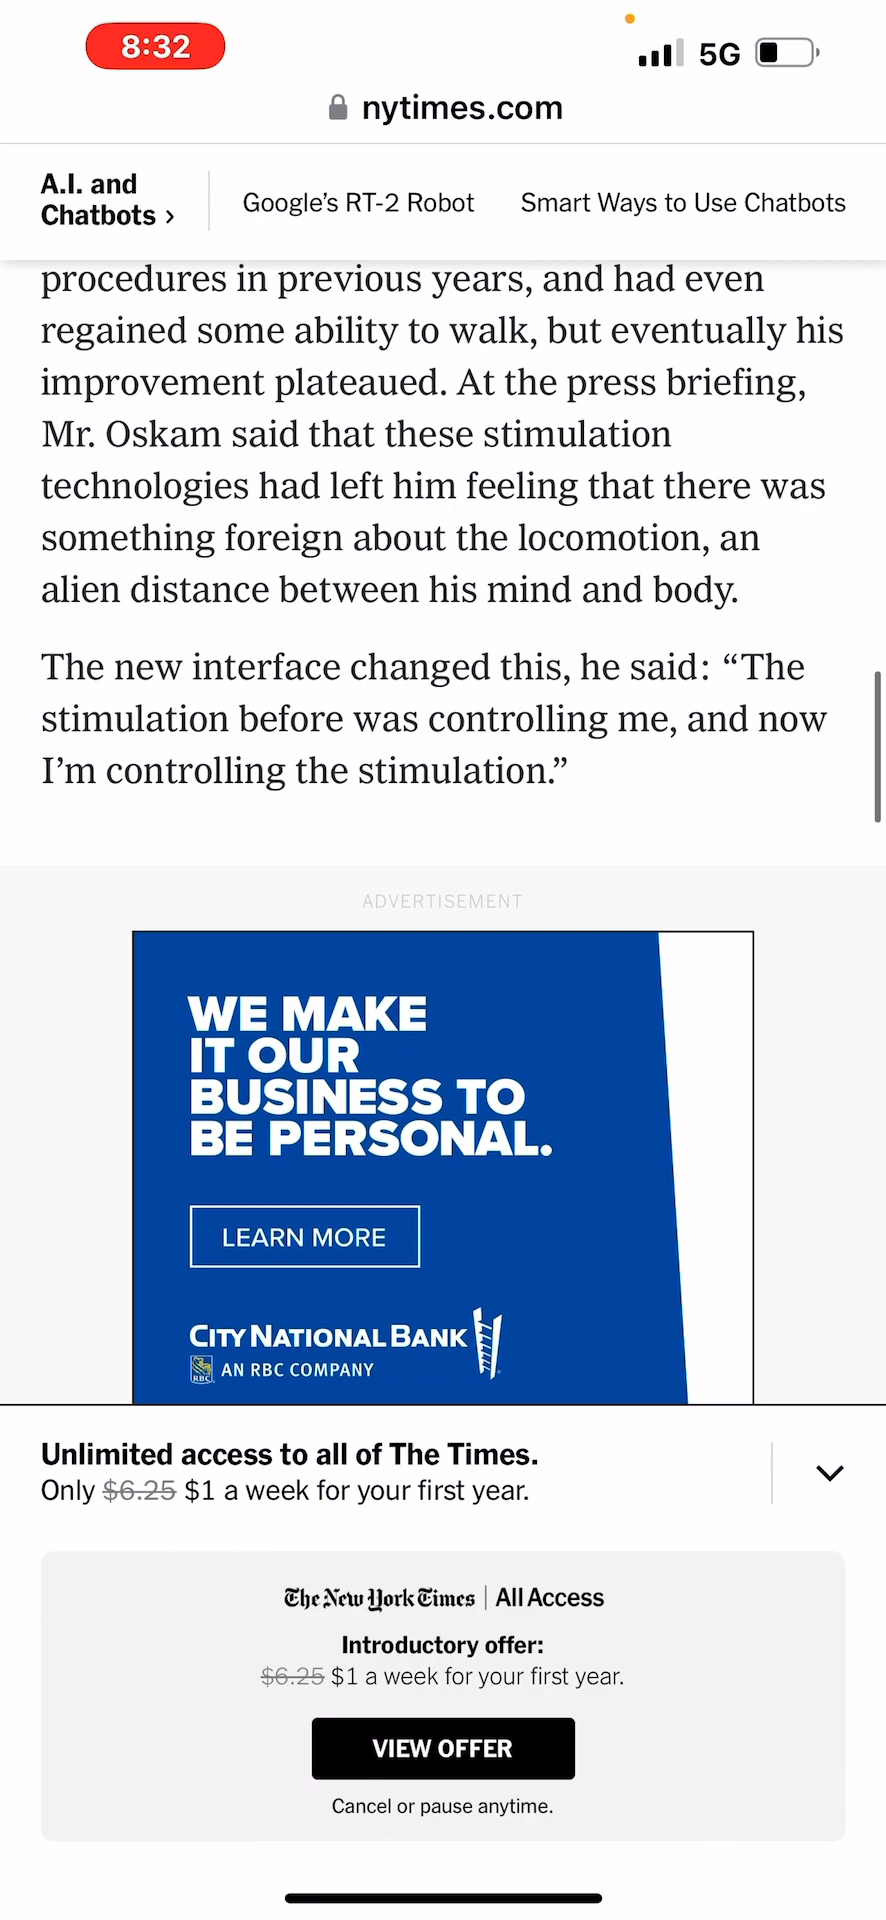 8:32
5G
nytimes.com
A.I. and
Chatbots ›
Google’s RT-2 Robot
Smart Ways to Use Chatbots
procedures in previous years, and had even
regained some ability to walk, but eventually his
improvement plateaued. At the press briefing,
Mr. Oskam said that these stimulation
technologies had left him feeling that there was
something foreign about the locomotion, an
alien distance between his mind and body.
The new interface changed this, he said: “The
stimulation before was controlling me, and now
I’m controlling the stimulation.”
ADVERTISEMENT
WE MAKE
IT OUR
BUSINESS TO
BE PERSONAL.
LEARN MORE
CITY NATIONAL BANK
RBC AN RBC COMPANY
Unlimited access to all of The Times.
Only $6.25 $1 a week for your first year.
The New York Times | All Access
Introductory offer:
$6.25 $1 a week for your first year.
VIEW OFFER
Cancel or pause anytime.